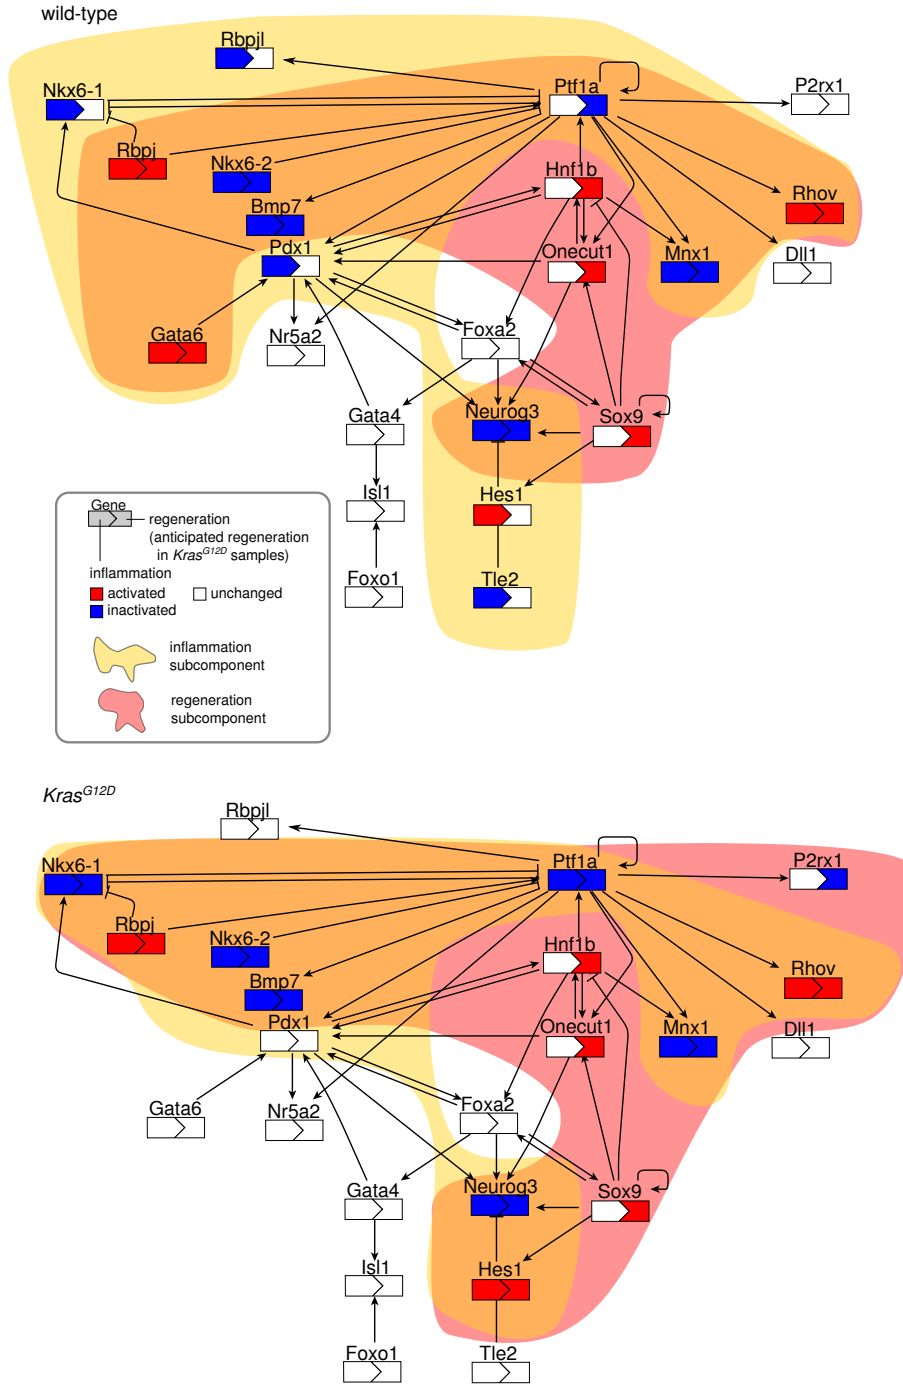 wild-type
Rbpjl
Ptf1a
P2rx1
Nkx6-1
Rbpj
Nkx6-2
Hnf1b
Rhov
Bmp7
Pdx1
Onecut1
Mnx1
Dll1
Gata6
Nr5a2
Foxa2
Gata4
Neurog3
Sox9
Isl1
Hes1
Foxo1
Tle2
Gene
regeneration
(anticipated regeneration
in KrasG12D samples)
inflammation
activated
unchanged
inactivated
inflammation
subcomponent
regeneration
subcomponent
KrasG12D
Rbpjl
Ptf1a
P2rx1
Nkx6-1
Rbpj
Nkx6-2
Hnf1b
Rhov
Bmp7
Pdx1
Onecut1
Mnx1
Dll1
Gata6
Nr5a2
Foxa2
Gata4
Neurog3
Sox9
Isl1
Hes1
Foxo1
Tle2